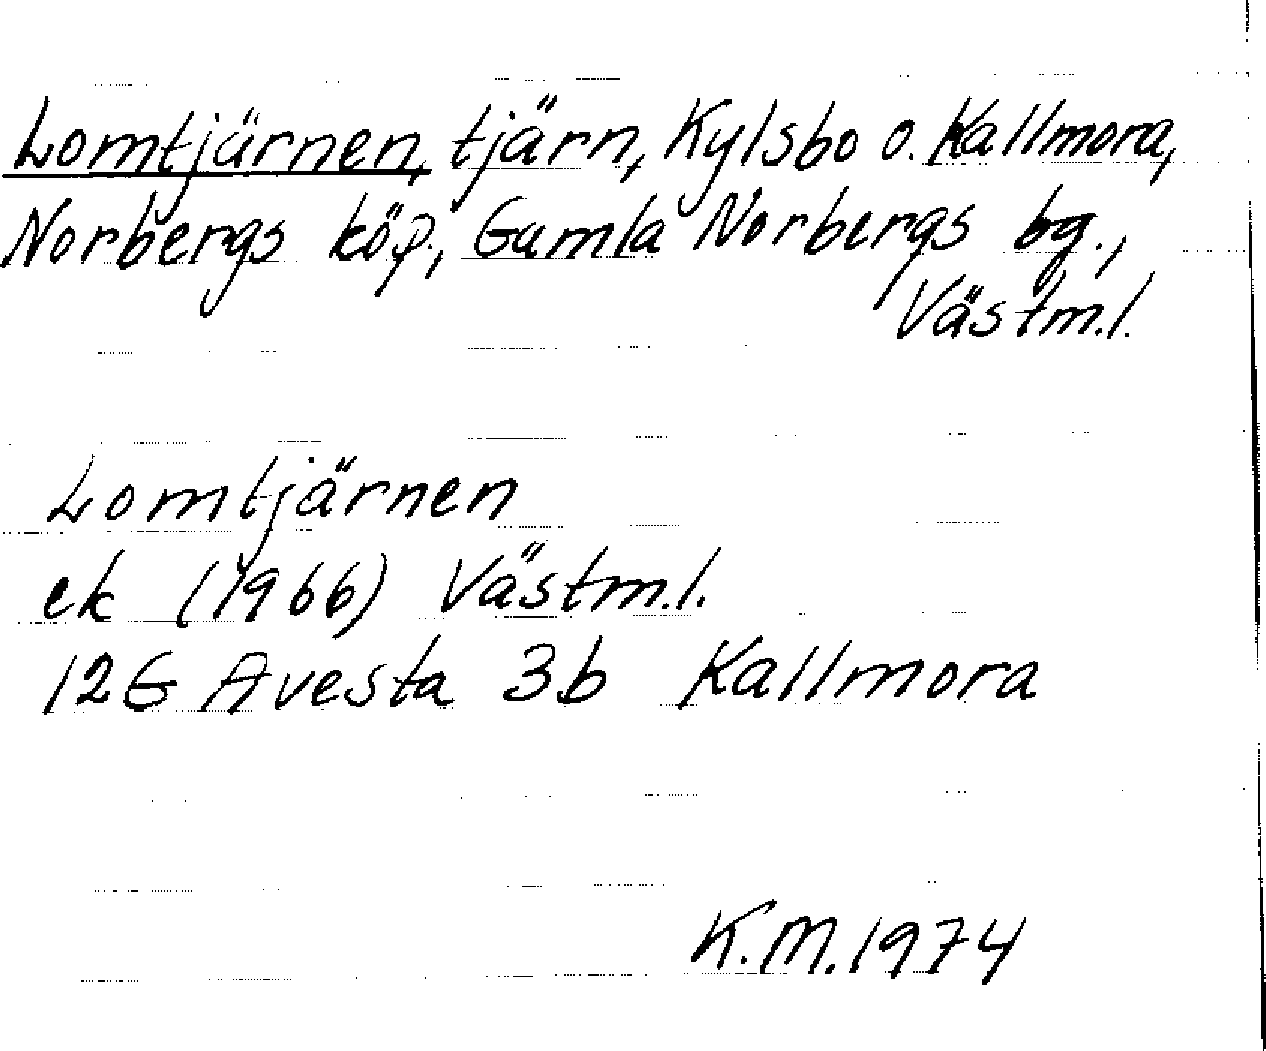 Lomtjärnen, tjärn, Kylsbo o. Kallmora,
Norbergs köp., Gamla Norbergs bg.,
Västm.l.
Lomtjärnen
ek (1966) Västm.l.
12G Avesta 3b Kallmora
K.M. 1974